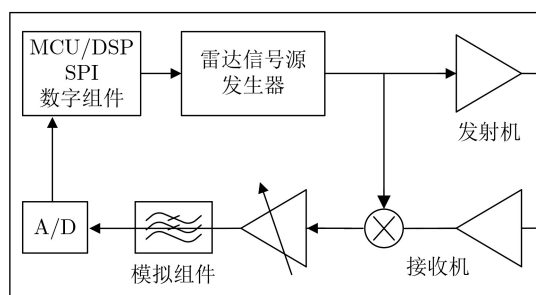 MCU/DSP
SPI
数字组件
雷达信号源
发生器
发射机
A/D
模拟组件
接收机